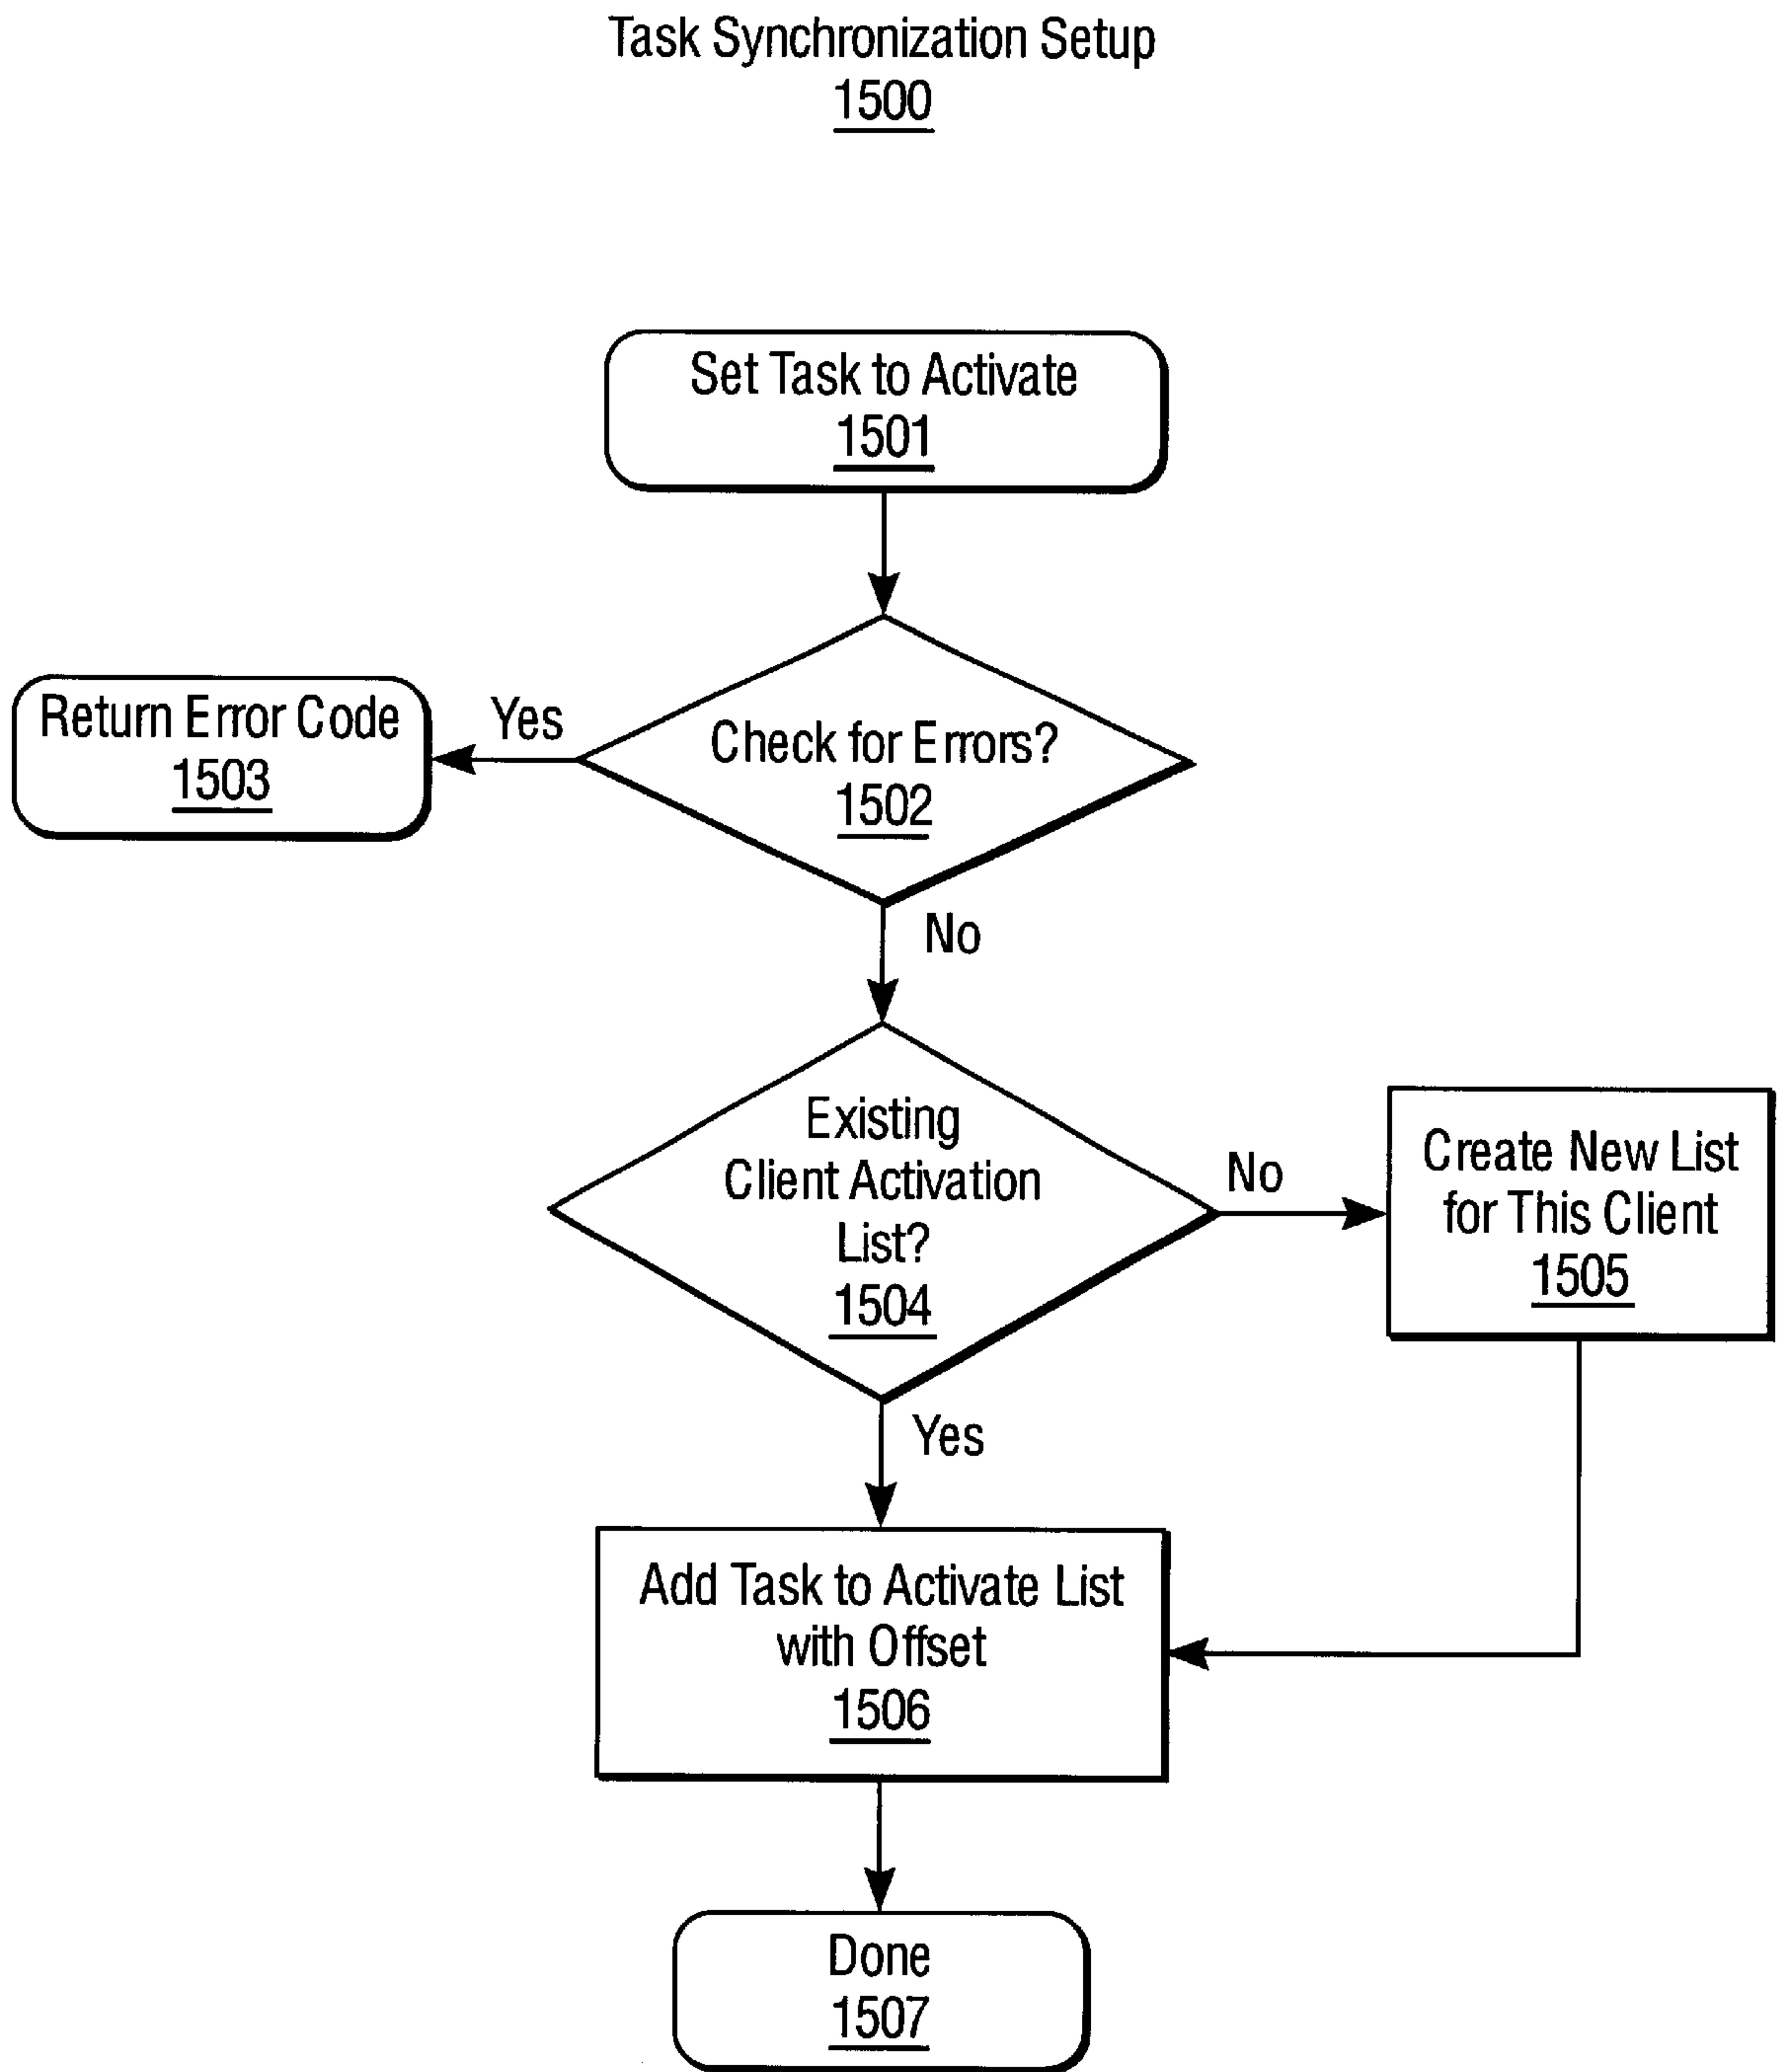 Task Synchronization Setup
1500
Set Task to Activate
1501
Return Error Code
1503
Yes
Check for Errors?
1502
No
Existing
Client Activation
List?
1504
No
Create New List
for This Client
1505
Yes
Add Task to Activate List
with Offset
1506
Done
1507